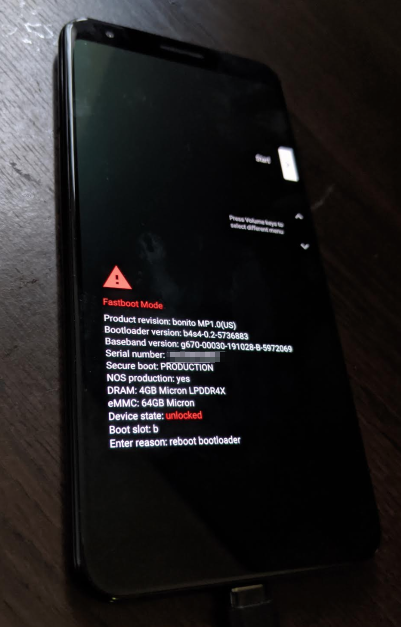 Start
Press Volume keys to
select different menu
Fastboot Mode
Product revision: bonito MP1.0(US)
Bootloader version: b4s4-0.2-5736883
Baseband version: g670-00030-191028-B-5972069
Serial number:
Secure boot: PRODUCTION
NOS production: yes
DRAM: 4GB Micron LPDDR4X
eMMC: 64GB Micron
Device state: unlocked
Boot slot: b
Enter reason: reboot bootloader